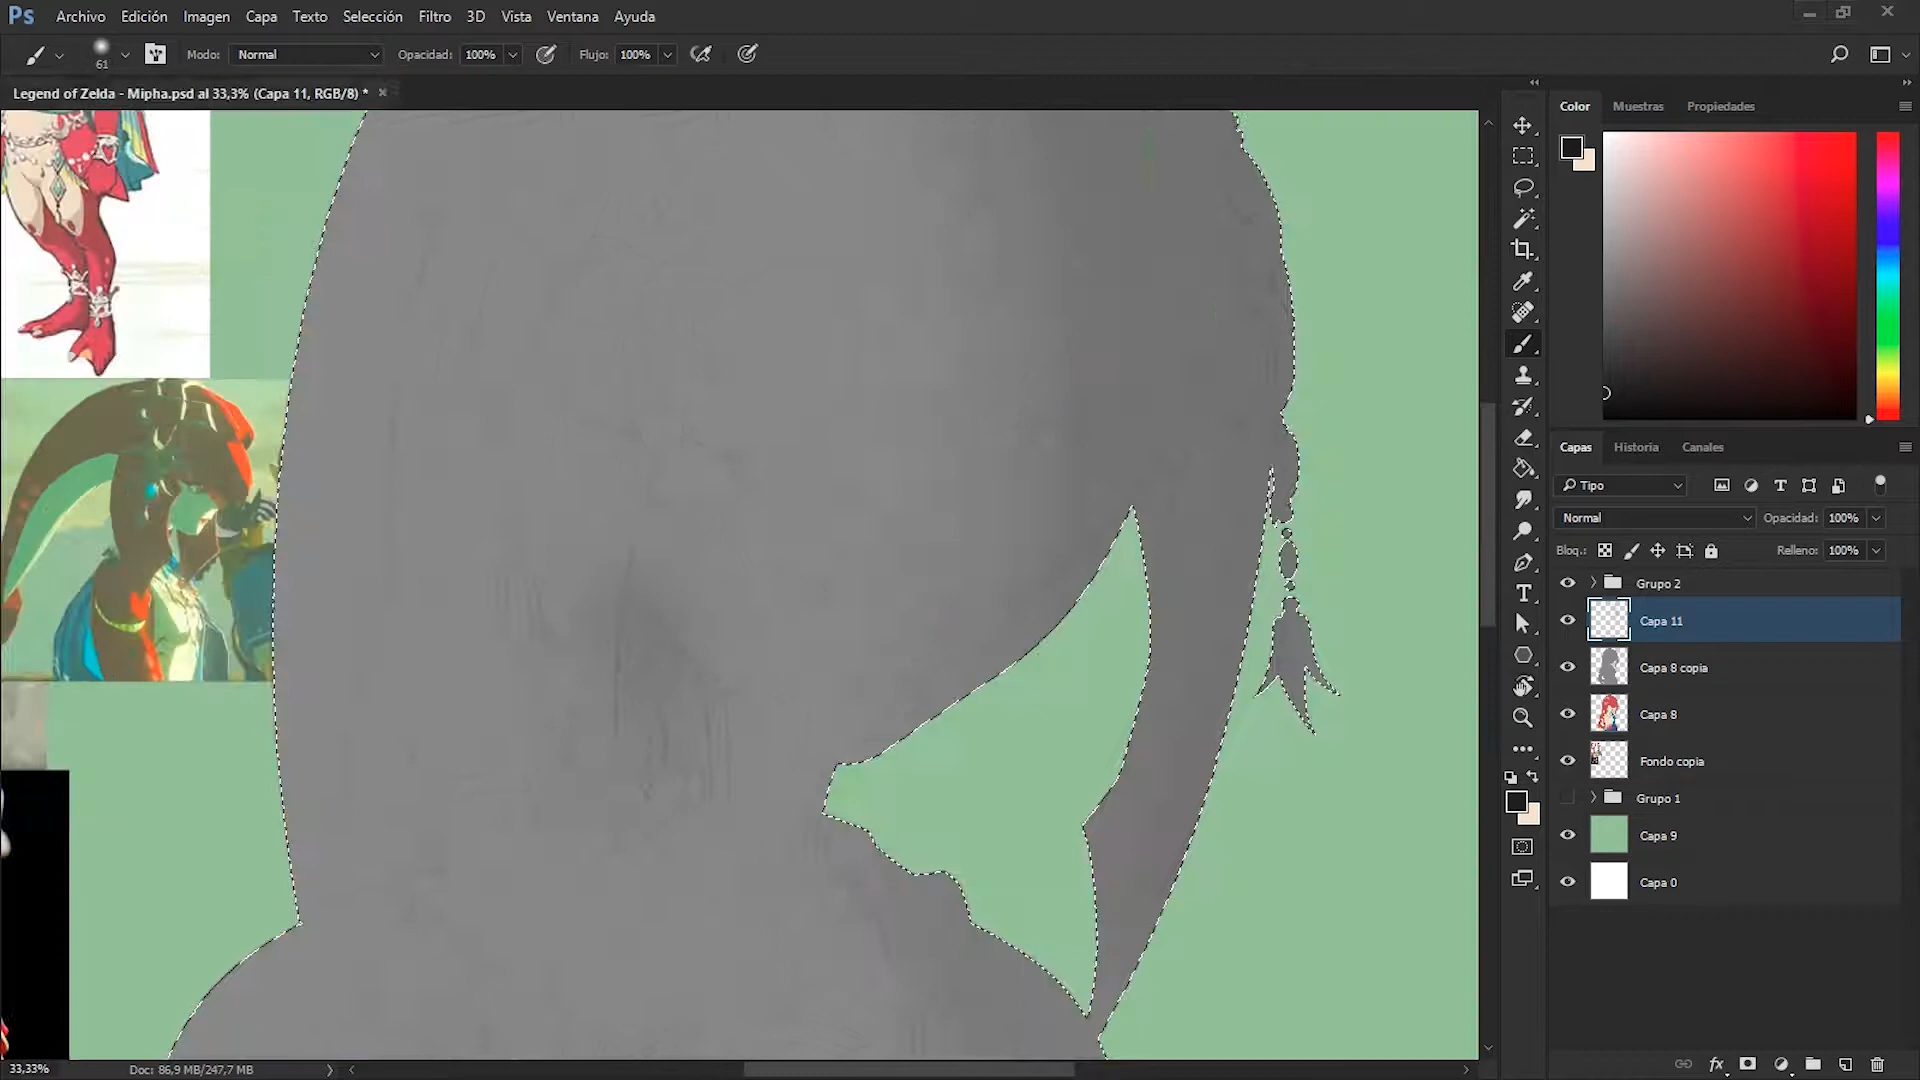 Ps Archivo Edición Imagen Capa Texto Selección Filtro 3D Vista Ventana Ayuda
61 Modo: Normal Opacidad: 100% Flujo: 100%
Legend of Zelda - Mipha.psd al 33,3% (Capa 11, RGB/8) *
Color Muestras Propiedades
Capas Historia Canales
Tipo
Normal Opacidad: 100%
Bloq.: Relleno: 100%
Grupo 2
Capa 11
Capa 8 copia
Capa 8
Fondo copia
Grupo 1
Capa 9
Capa 0
33,33% Doc: 86,9 MB/247,7 MB